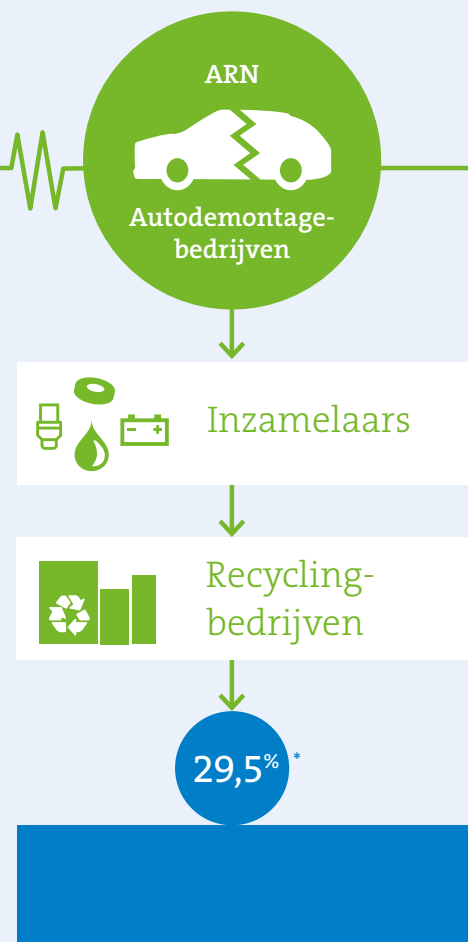 ARN
Autodemontage-
bedrijven
Inzamelaars
Recycling-
bedrijven
29,5% *